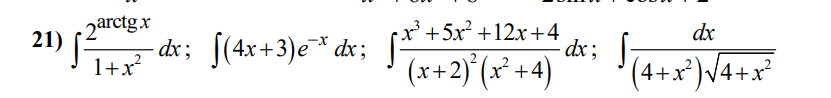 21) ∫ 2^{arctg x} / (1+x²) dx; ∫(4x+3)e^{−x} dx; ∫ (x³+5x²+12x+4) / ((x+2)²(x²+4)) dx; ∫ dx / ((4+x²)√(4+x²))